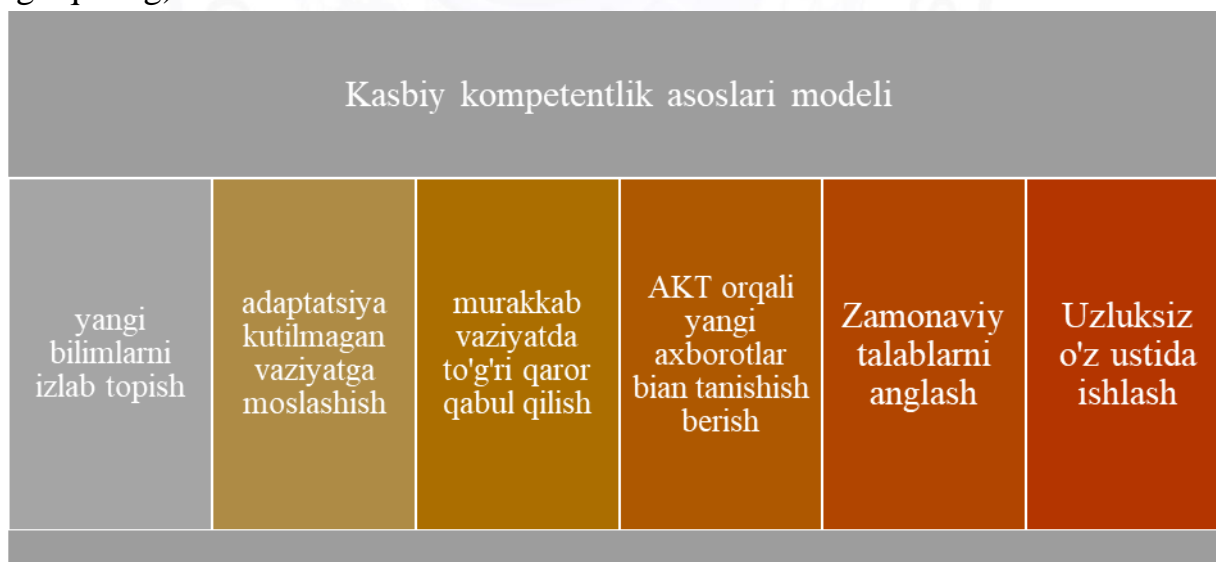 Kasbiy kompetentlik asoslari modeli
yangi
bilimlarni
izlab topish
adaptatsiya
kutilmagan
vaziyatga
moslashish
murakkab
vaziyatda
to'g'ri qaror
qabul qilish
AKT orqali
yangi
axborotlar
bian tanishish
berish
Zamonaviy
talablarni
anglash
Uzluksiz
o'z ustida
ishlash